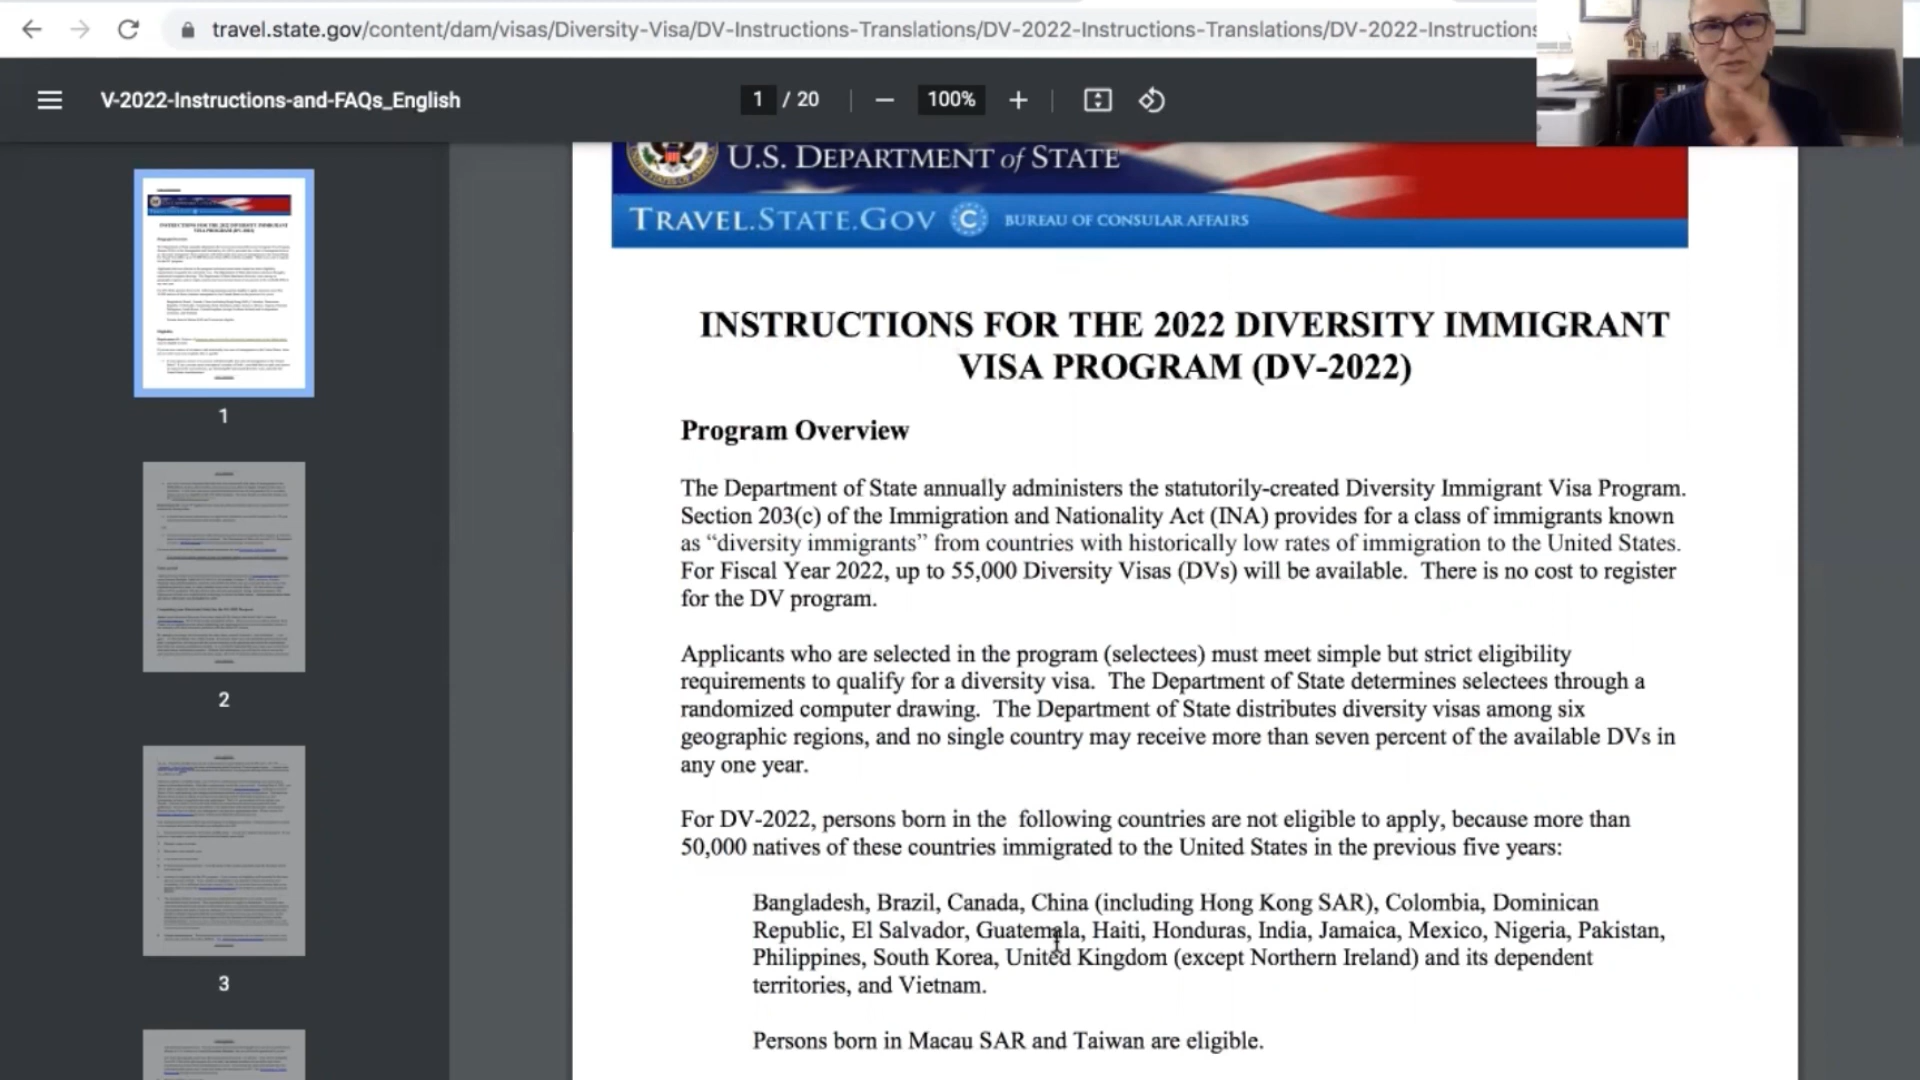 travel.state.gov/content/dam/visas/Diversity-Visa/DV-Instructions-Translations/DV-2022-Instructions-Translations/DV-2022-Instructions
V-2022-Instructions-and-FAQs_English
1 / 20
100%
U.S. DEPARTMENT of STATE
TRAVEL.STATE.GOV C BUREAU OF CONSULAR AFFAIRS
INSTRUCTIONS FOR THE 2022 DIVERSITY IMMIGRANT
VISA PROGRAM (DV-2022)
Program Overview
The Department of State annually administers the statutorily-created Diversity Immigrant Visa Program.
Section 203(c) of the Immigration and Nationality Act (INA) provides for a class of immigrants known
as “diversity immigrants” from countries with historically low rates of immigration to the United States.
For Fiscal Year 2022, up to 55,000 Diversity Visas (DVs) will be available. There is no cost to register
for the DV program.
Applicants who are selected in the program (selectees) must meet simple but strict eligibility
requirements to qualify for a diversity visa. The Department of State determines selectees through a
randomized computer drawing. The Department of State distributes diversity visas among six
geographic regions, and no single country may receive more than seven percent of the available DVs in
any one year.
For DV-2022, persons born in the following countries are not eligible to apply, because more than
50,000 natives of these countries immigrated to the United States in the previous five years:
Bangladesh, Brazil, Canada, China (including Hong Kong SAR), Colombia, Dominican
Republic, El Salvador, Guatemala, Haiti, Honduras, India, Jamaica, Mexico, Nigeria, Pakistan,
Philippines, South Korea, United Kingdom (except Northern Ireland) and its dependent
territories, and Vietnam.
Persons born in Macau SAR and Taiwan are eligible.
1
2
3